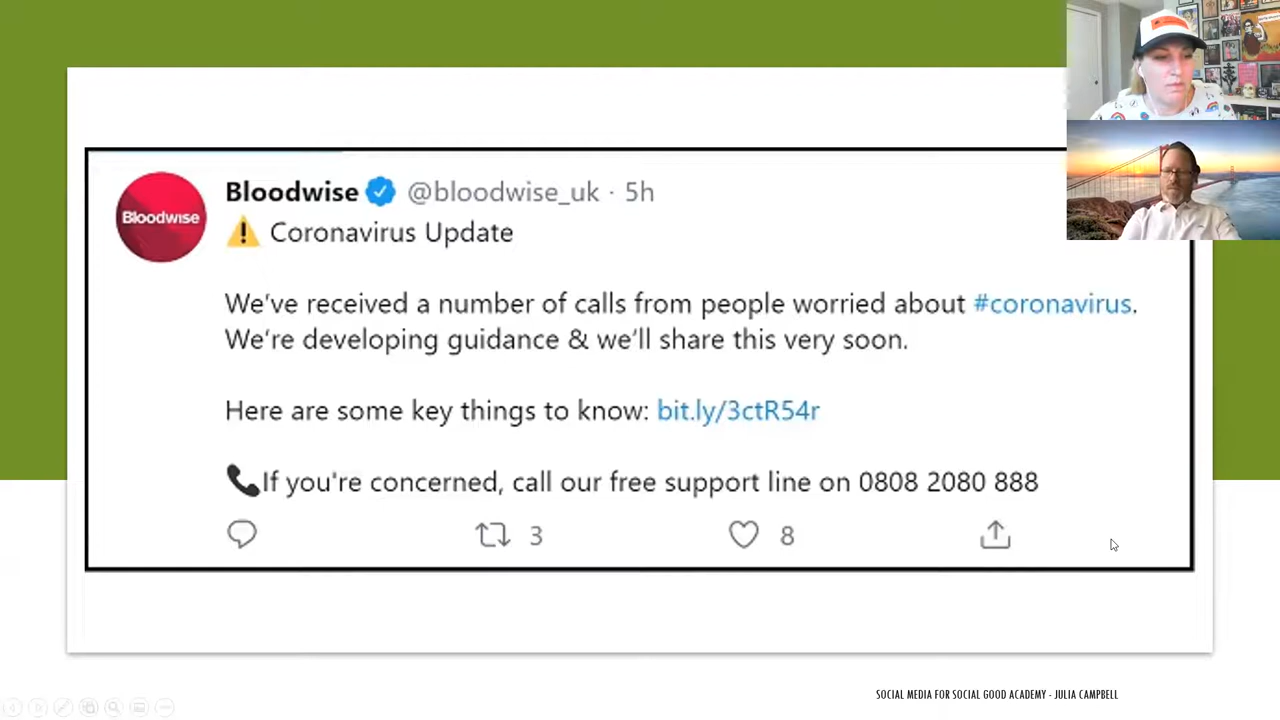 Bloodwise
Bloodwise @bloodwise_uk · 5h
⚠ Coronavirus Update
We've received a number of calls from people worried about #coronavirus.
We're developing guidance & we'll share this very soon.
Here are some key things to know: bit.ly/3ctR54r
📞If you're concerned, call our free support line on 0808 2080 888
3
8
SOCIAL MEDIA FOR SOCIAL GOOD ACADEMY - JULIA CAMPBELL